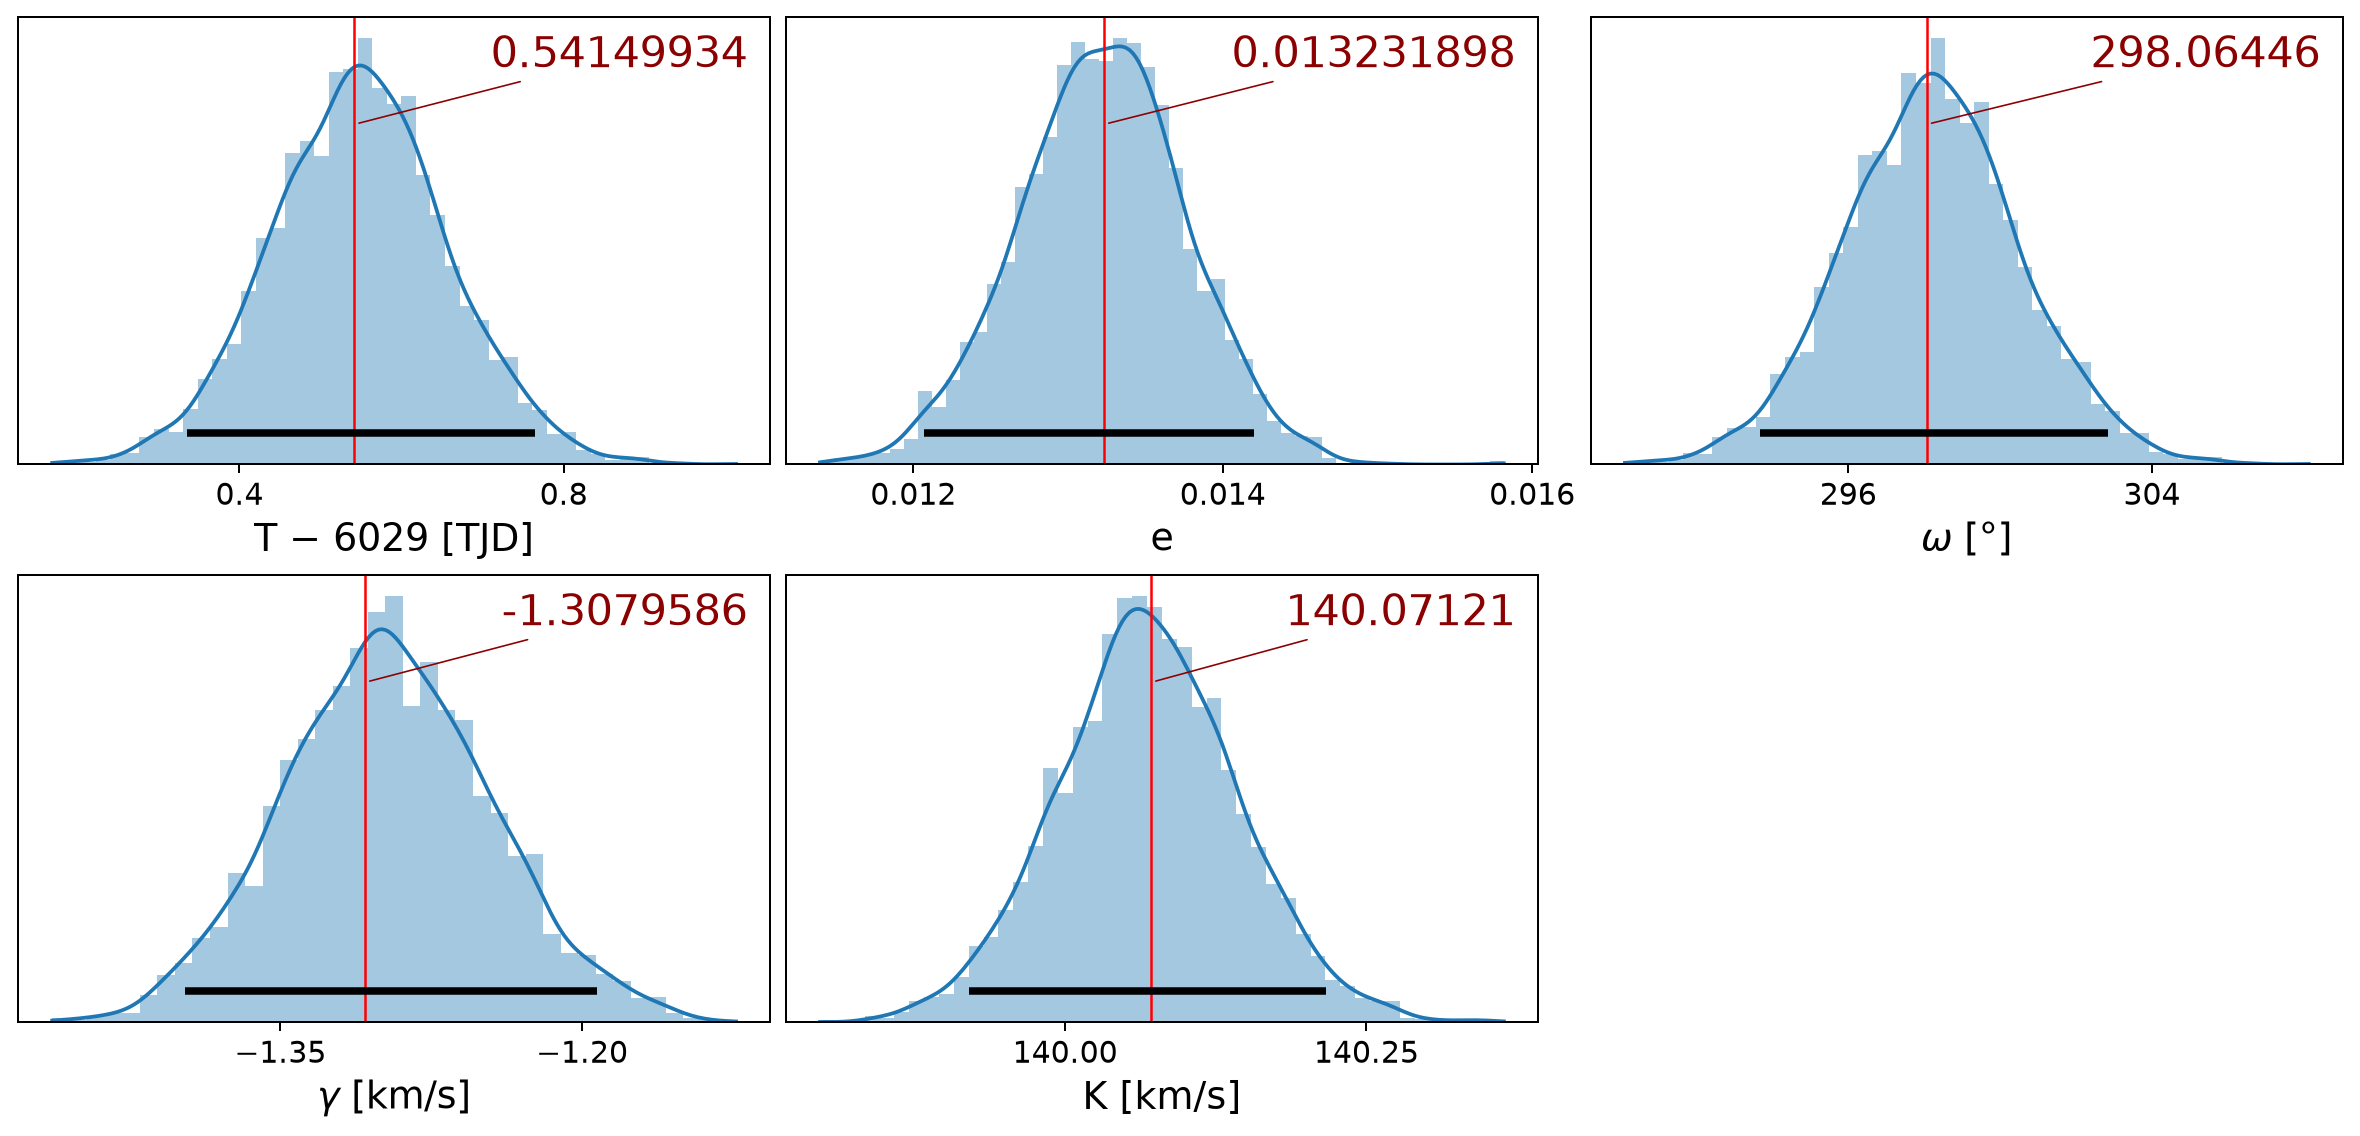 0.54149934
0.013231898
298.06446
0.4 0.8
0.012 0.014 0.016
296 304
T − 6029 [TJD]
e
ω [°]
-1.3079586
140.07121
−1.35 −1.20
140.00 140.25
γ [km/s]
K [km/s]